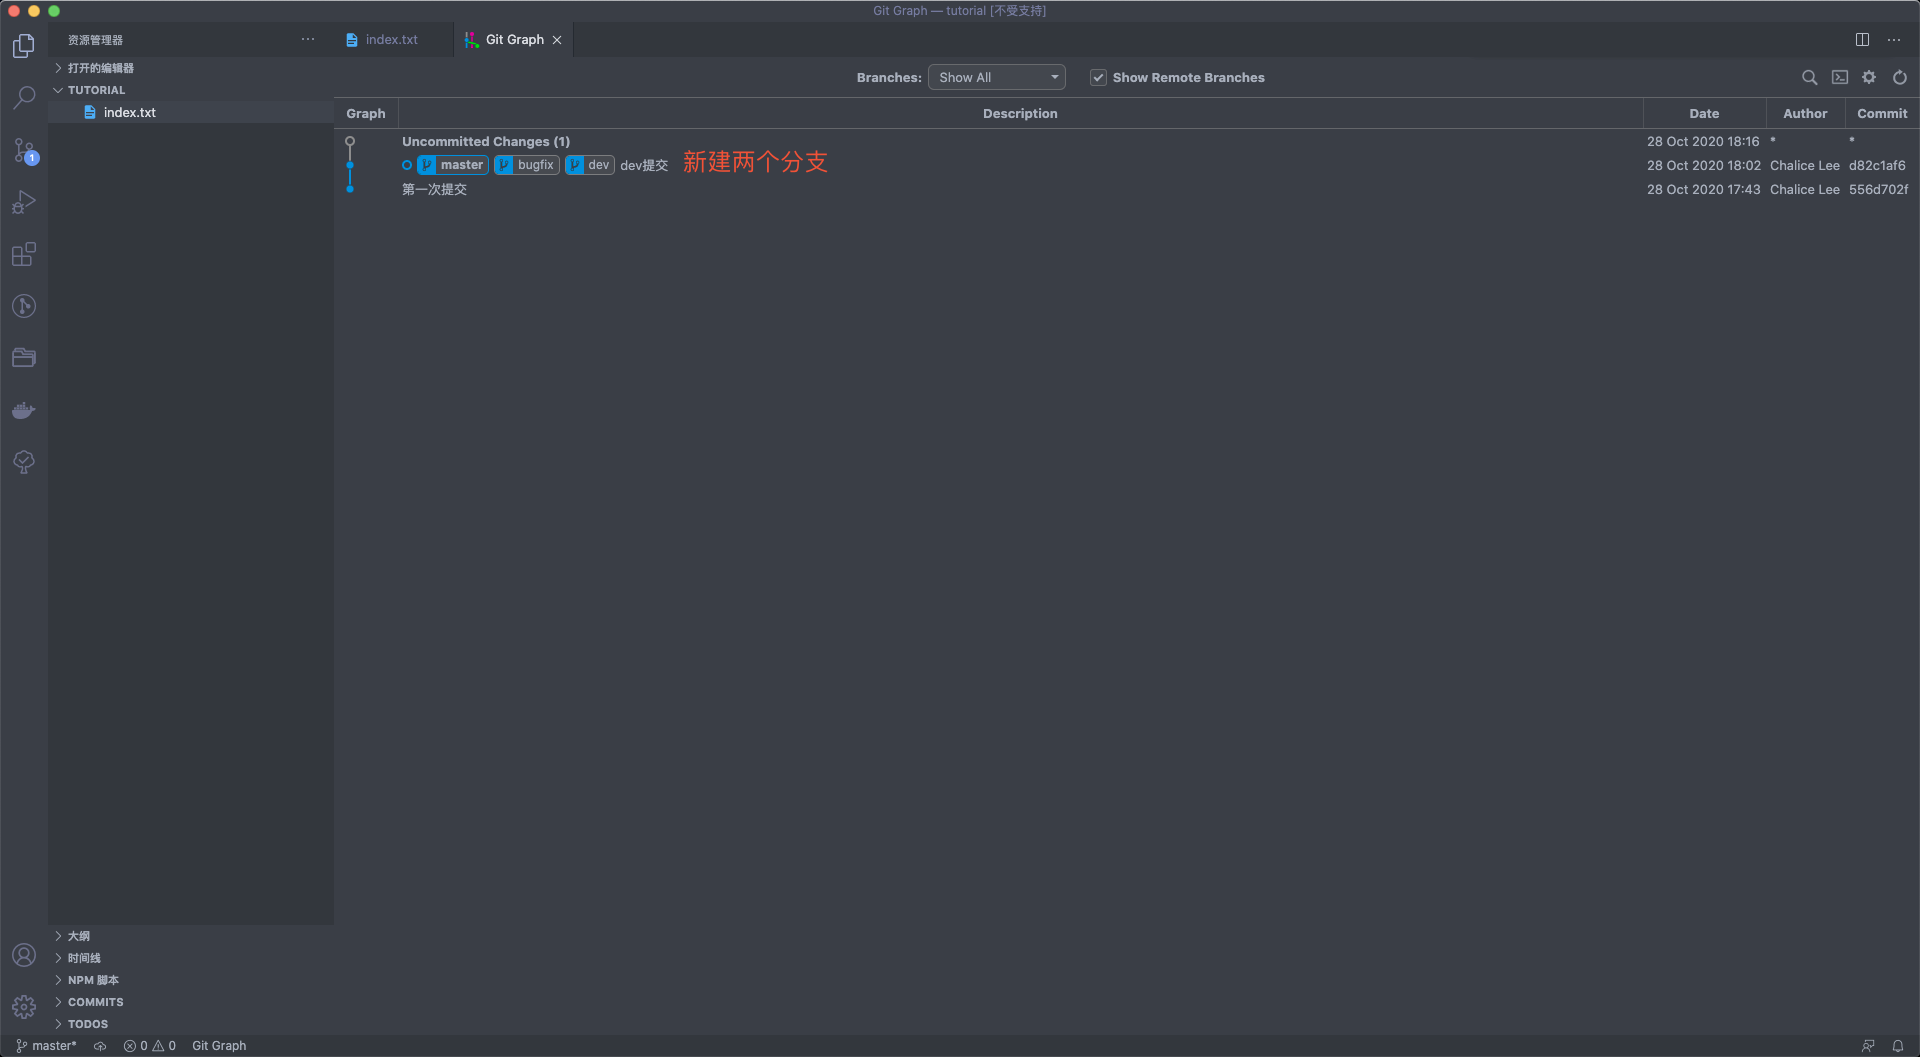 Git Graph — tutorial [不受支持]
资源管理器
index.txt
Git Graph
打开的编辑器
TUTORIAL
index.txt
Branches: Show All
Show Remote Branches
Graph Description Date Author Commit
Uncommitted Changes (1) 28 Oct 2020 18:16 * *
master bugfix dev dev提交 新建两个分支 28 Oct 2020 18:02 Chalice Lee d82c1af6
第一次提交 28 Oct 2020 17:43 Chalice Lee 556d702f
1
大纲
时间线
NPM 脚本
COMMITS
TODOS
master* 0 0 Git Graph